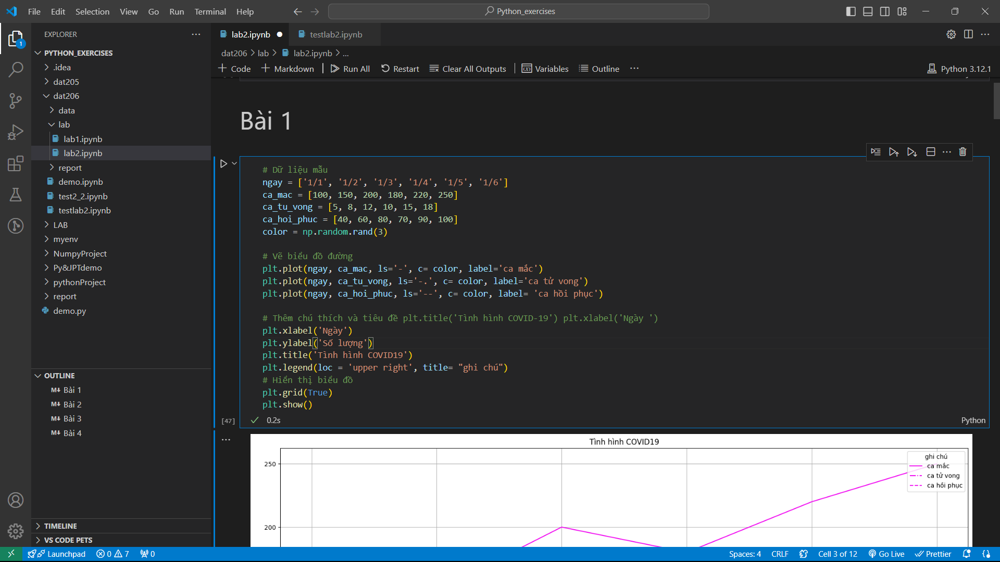 File Edit Selection View Go Run Terminal Help
Python_exercises
EXPLORER
PYTHON_EXERCISES
.idea
dat205
dat206
data
lab
lab1.ipynb
lab2.ipynb
report
demo.ipynb
test2_2.ipynb
testlab2.ipynb
LAB
myenv
NumpyProject
Py&JPTdemo
pythonProject
report
demo.py
OUTLINE
M↓ Bài 1
M↓ Bài 2
M↓ Bài 3
M↓ Bài 4
TIMELINE
VS CODE PETS
lab2.ipynb
testlab2.ipynb
dat206 > lab > lab2.ipynb > ...
+ Code + Markdown Run All Restart Clear All Outputs Variables Outline ...
Python 3.12.1
Bài 1
# Dữ liệu mẫu
ngay = ['1/1', '1/2', '1/3', '1/4', '1/5', '1/6']
ca_mac = [100, 150, 200, 180, 220, 250]
ca_tu_vong = [5, 8, 12, 10, 15, 18]
ca_hoi_phuc = [40, 60, 80, 70, 90, 100]
color = np.random.rand(3)
# Vẽ biểu đồ đường
plt.plot(ngay, ca_mac, ls='-', c= color, label='ca mắc')
plt.plot(ngay, ca_tu_vong, ls='-.', c= color, label='ca tử vong')
plt.plot(ngay, ca_hoi_phuc, ls='--', c= color, label= 'ca hồi phục')
# Thêm chú thích và tiêu đề plt.title('Tình hình COVID-19') plt.xlabel('Ngày ')
plt.xlabel('Ngày')
plt.ylabel('Số lượng')
plt.title('Tình hình COVID19')
plt.legend(loc = 'upper right', title= "ghi chú")
# Hiển thị biểu đồ
plt.grid(True)
plt.show()
[47]
0.2s
Python
Tình hình COVID19
250
200
ghi chú
ca mắc
ca tử vong
ca hồi phục
1
Launchpad 0 7 0
Spaces: 4 CRLF Cell 3 of 12 Go Live Prettier